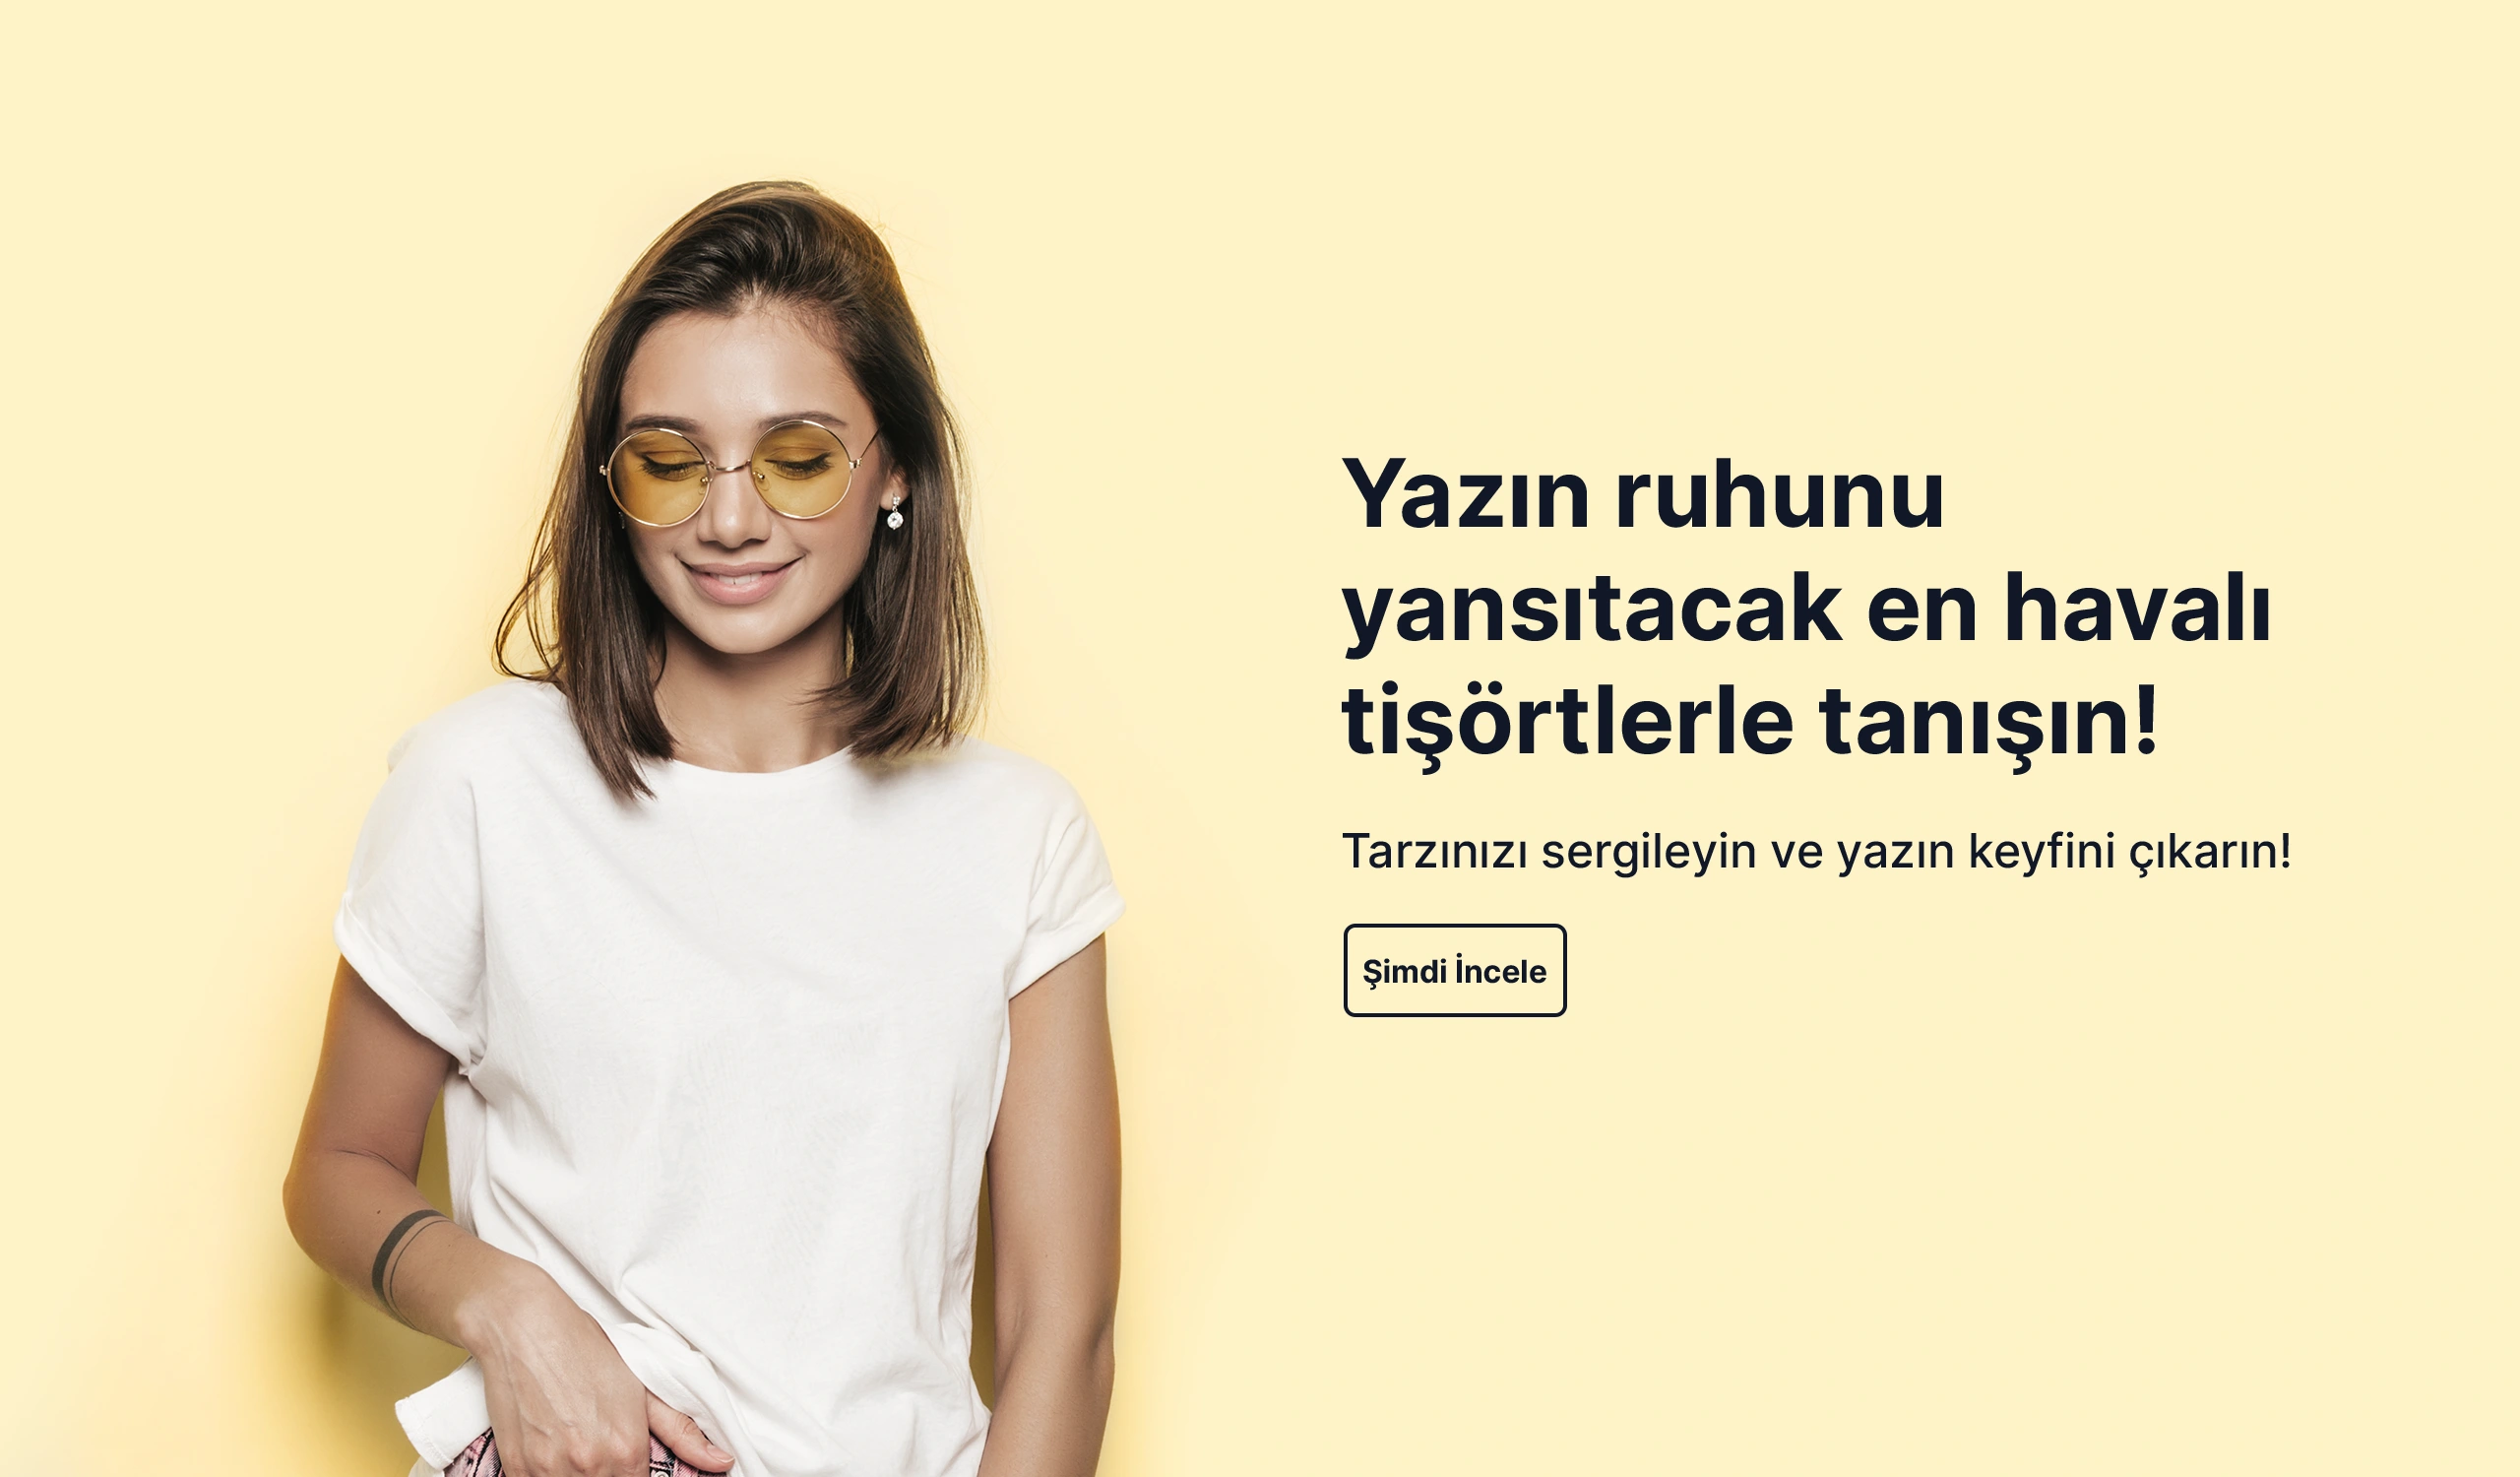 Yazın ruhunu
yansıtacak en havalı
tişörtlerle tanışın!
Tarzınızı sergileyin ve yazın keyfini çıkarın!
Şimdi İncele